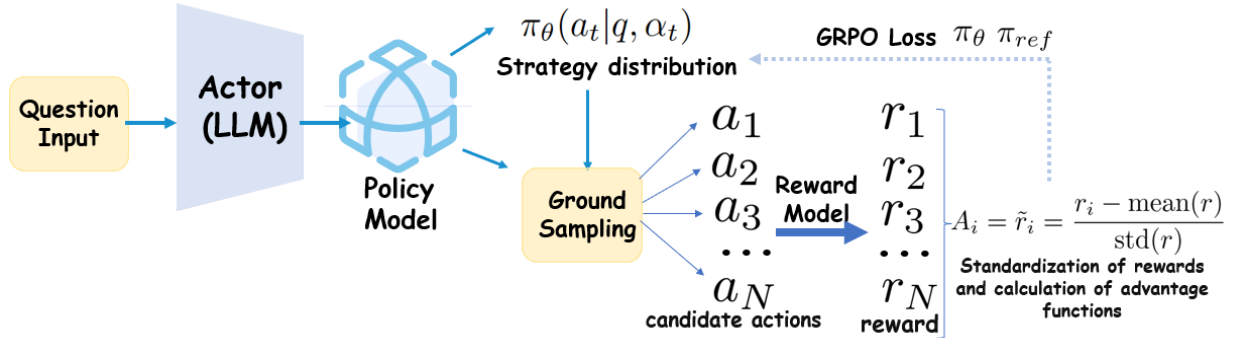 Question
Input
Actor
(LLM)
Policy
Model
π_θ(a_t|q, α_t)
Strategy distribution
Ground
Sampling
a_1
a_2
a_3
...
a_N
candidate actions
Reward
Model
r_1
r_2
r_3
...
r_N
reward
GRPO Loss π_θ π_ref
A_i = r̃_i = (r_i − mean(r)) / std(r)
Standardization of rewards
and calculation of advantage
functions